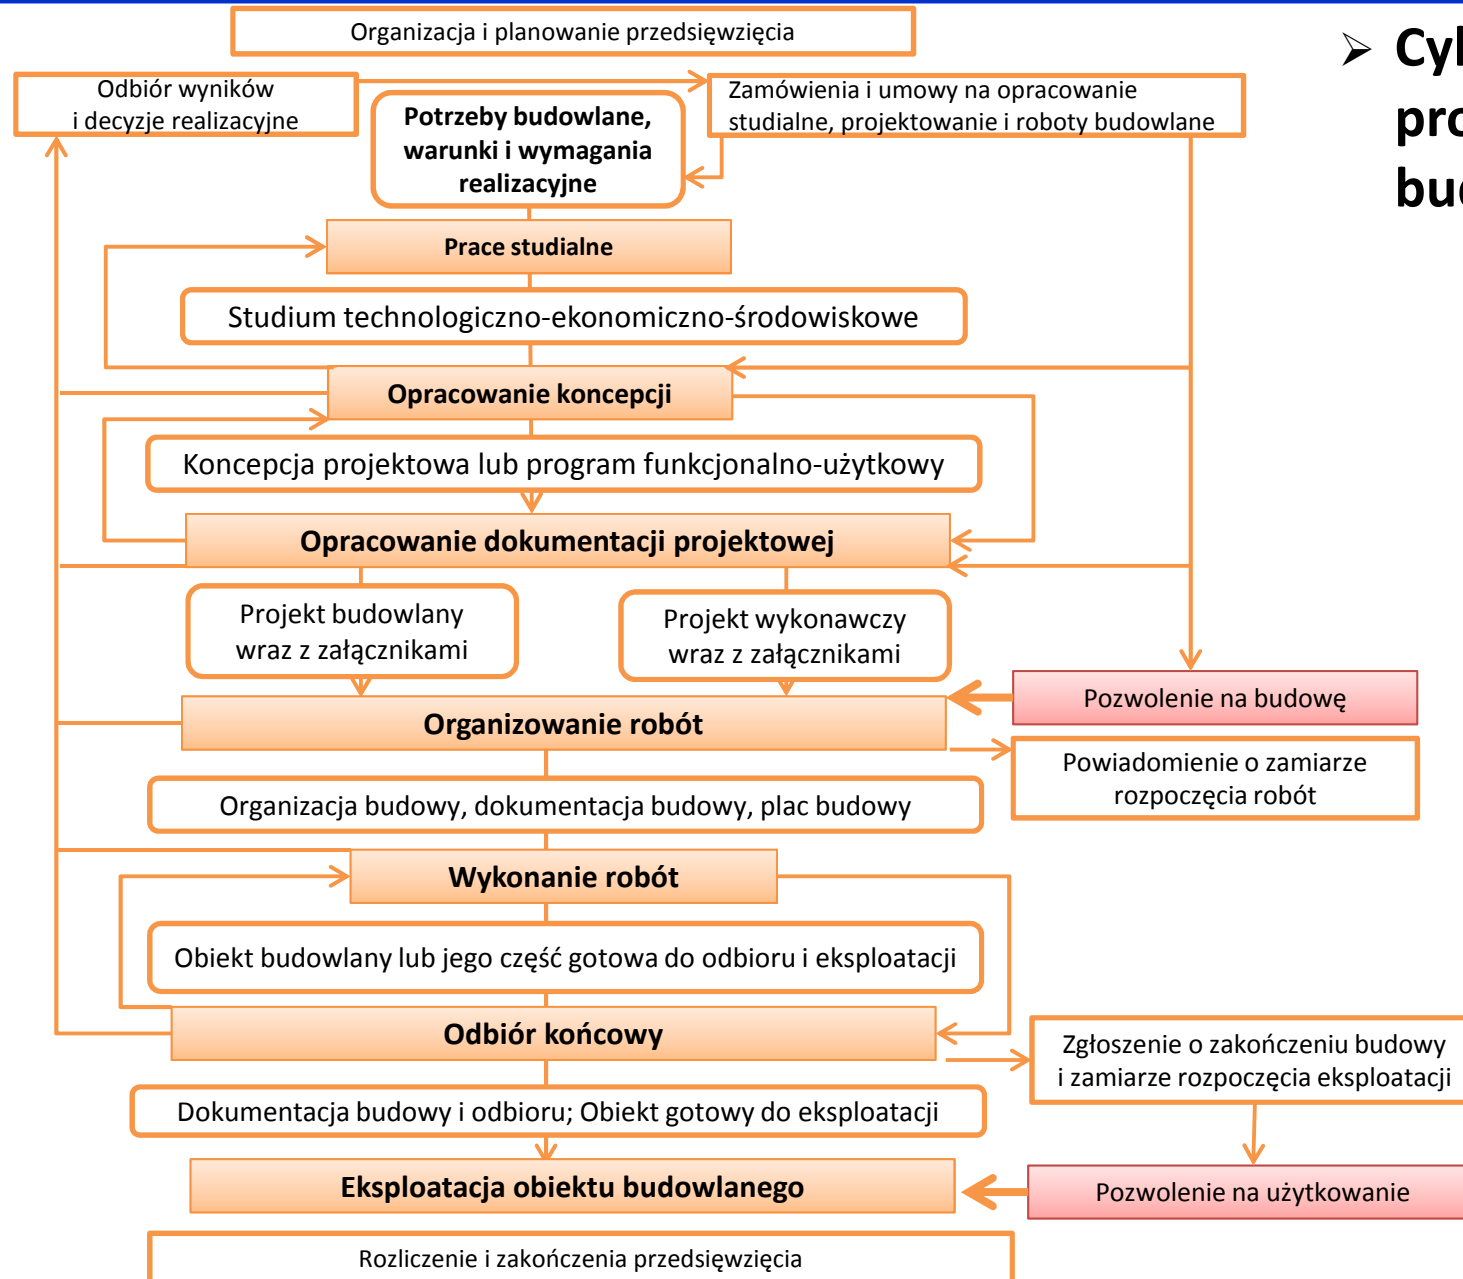 Organizacja i planowanie przedsięwzięcia
Odbiór wyników
i decyzje realizacyjne
Potrzeby budowlane,
warunki i wymagania
realizacyjne
Zamówienia i umowy na opracowanie
studialne, projektowanie i roboty budowlane
Prace studialne
Studium technologiczno-ekonomiczno-środowiskowe
Opracowanie koncepcji
Koncepcja projektowa lub program funkcjonalno-użytkowy
Opracowanie dokumentacji projektowej
Projekt budowlany
wraz z załącznikami
Projekt wykonawczy
wraz z załącznikami
Pozwolenie na budowę
Organizowanie robót
Powiadomienie o zamiarze
rozpoczęcia robót
Organizacja budowy, dokumentacja budowy, plac budowy
Wykonanie robót
Obiekt budowlany lub jego część gotowa do odbioru i eksploatacji
Odbiór końcowy
Zgłoszenie o zakończeniu budowy
i zamiarze rozpoczęcia eksploatacji
Dokumentacja budowy i odbioru; Obiekt gotowy do eksploatacji
Eksploatacja obiektu budowlanego
Pozwolenie na użytkowanie
Rozliczenie i zakończenia przedsięwzięcia